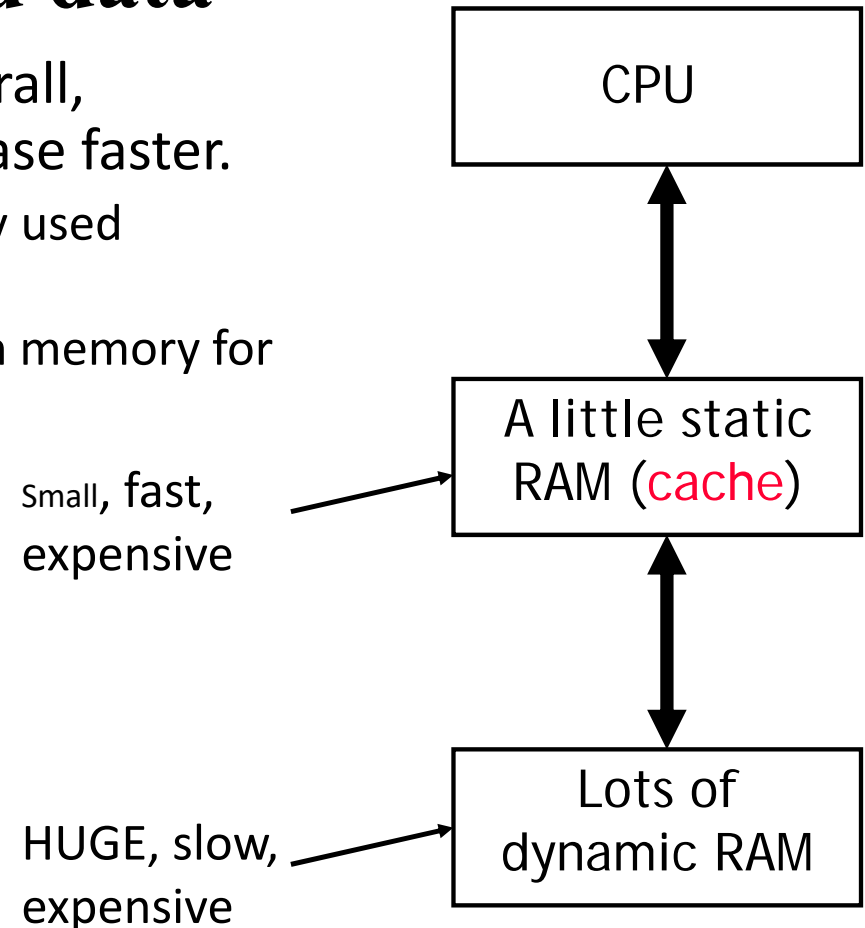 data
CPU
rall,
ase faster.
y used
memory for
A little static
RAM (cache)
Small, fast,
expensive
Lots of
dynamic RAM
HUGE, slow,
expensive